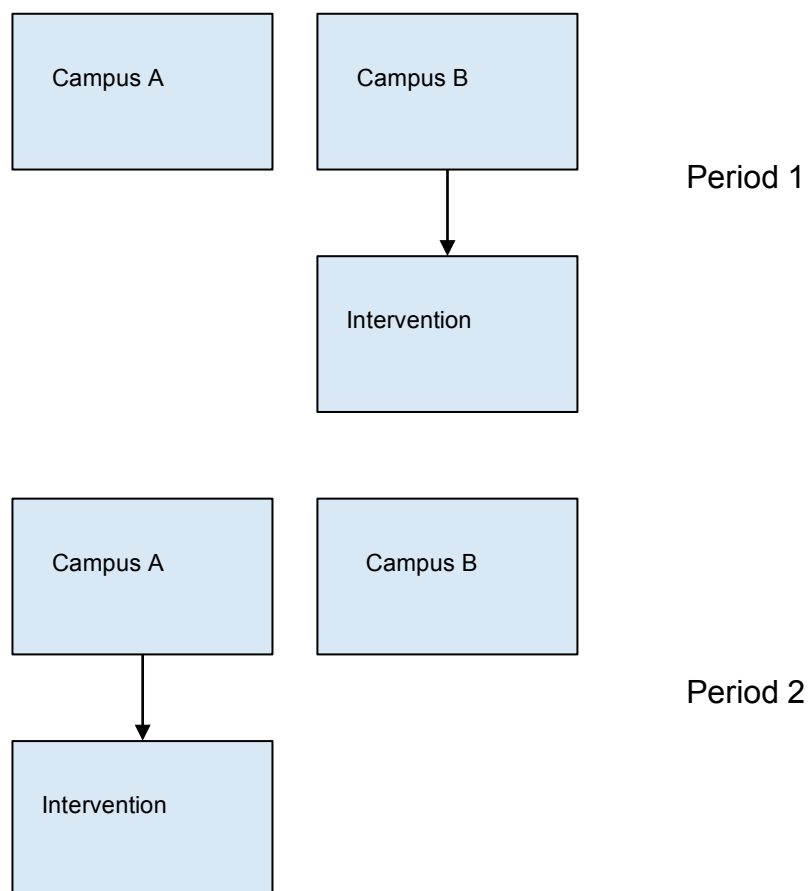 Campus A
Campus B
Period 1
Intervention
Campus A
Campus B
Period 2
Intervention